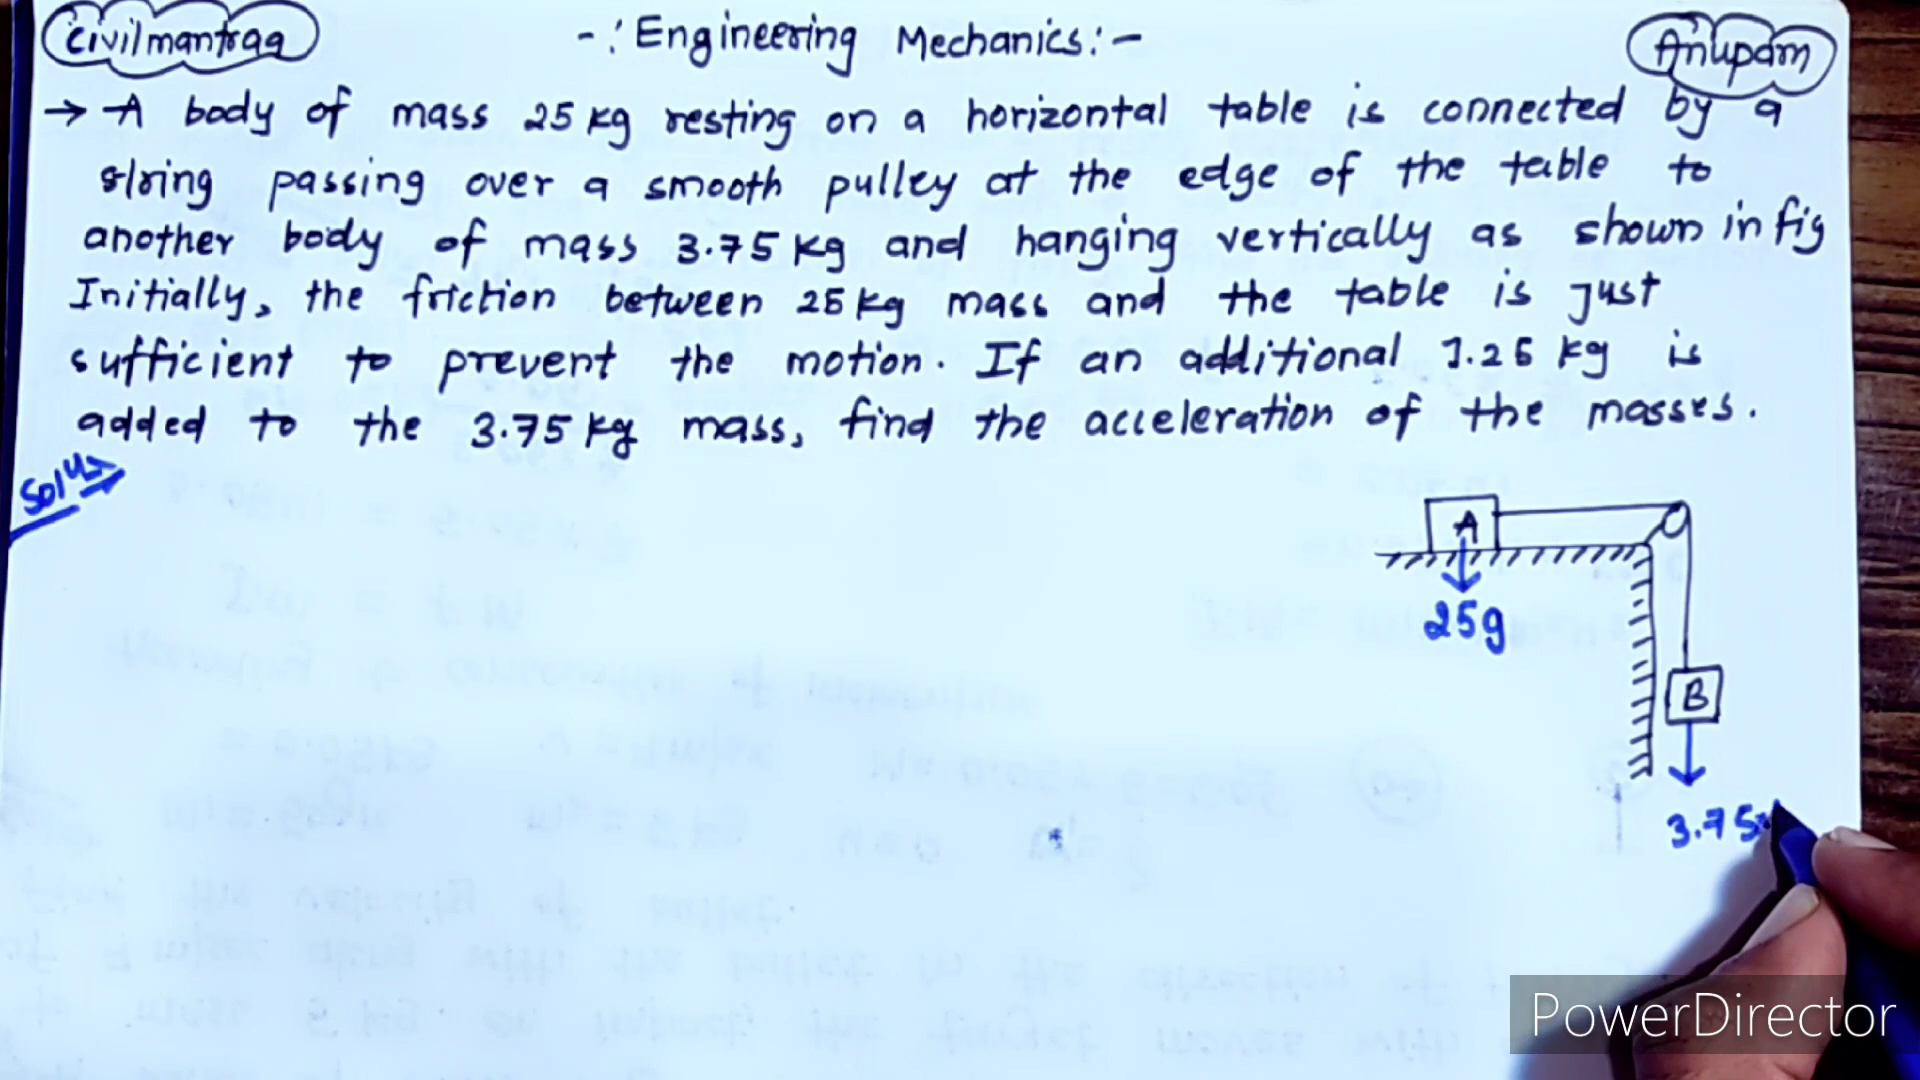 Civilmantraa
-:Engineering Mechanics:-
Anupam
→ A body of mass 25 kg resting on a horizontal table is connected by a
string passing over a smooth pulley at the edge of the table to
another body of mass 3.75 kg and hanging vertically as shown in fig
Initially, the friction between 25 kg mass and the table is just
sufficient to prevent the motion. If an additional 1.25 kg is
added to the 3.75 kg mass, find the acceleration of the masses.
Solu
A
25g
B
3.75
PowerDirector